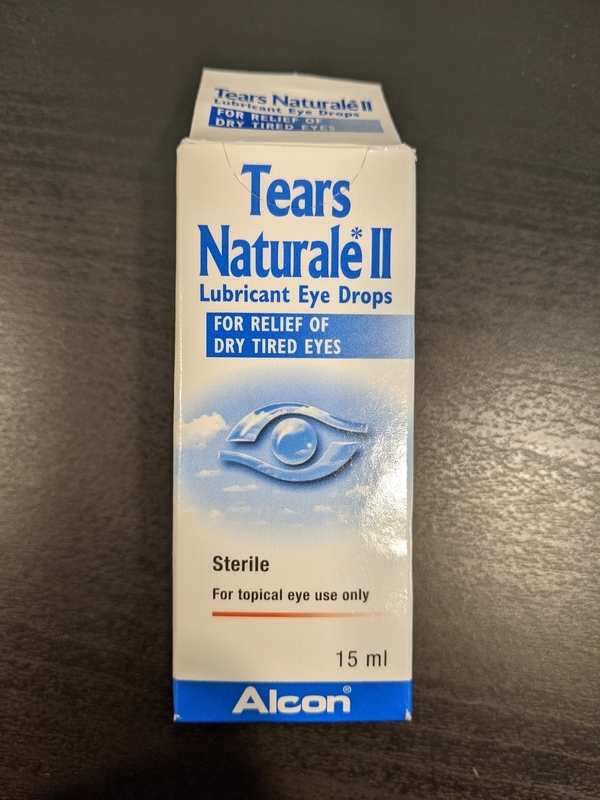 Tears Naturale* II
Lubricant Eye Drops
FOR RELIEF OF
DRY TIRED EYES
Tears
Naturale* II
Lubricant Eye Drops
FOR RELIEF OF
DRY TIRED EYES
Sterile
For topical eye use only
15 ml
Alcon®